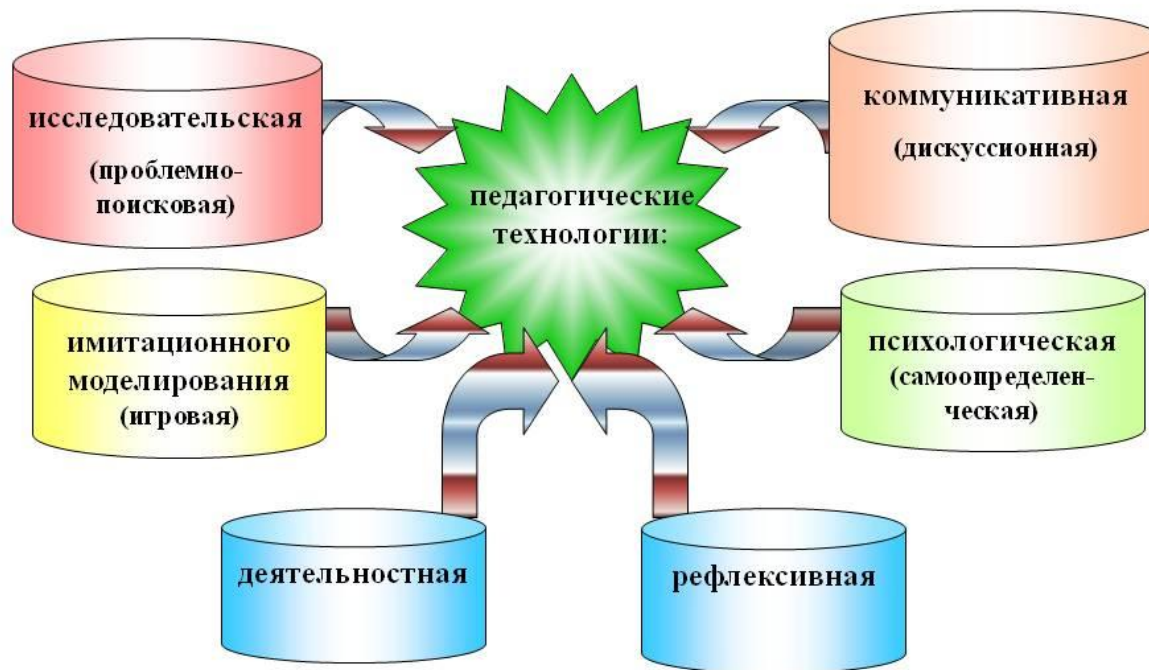 исследовательская
(проблемно-
поисковая)
коммуникативная
(дискуссионная)
педагогические
технологии:
имитационного
моделирования
(игровая)
психологическая
(самоопределен-
ческая)
деятельностная
рефлексивная